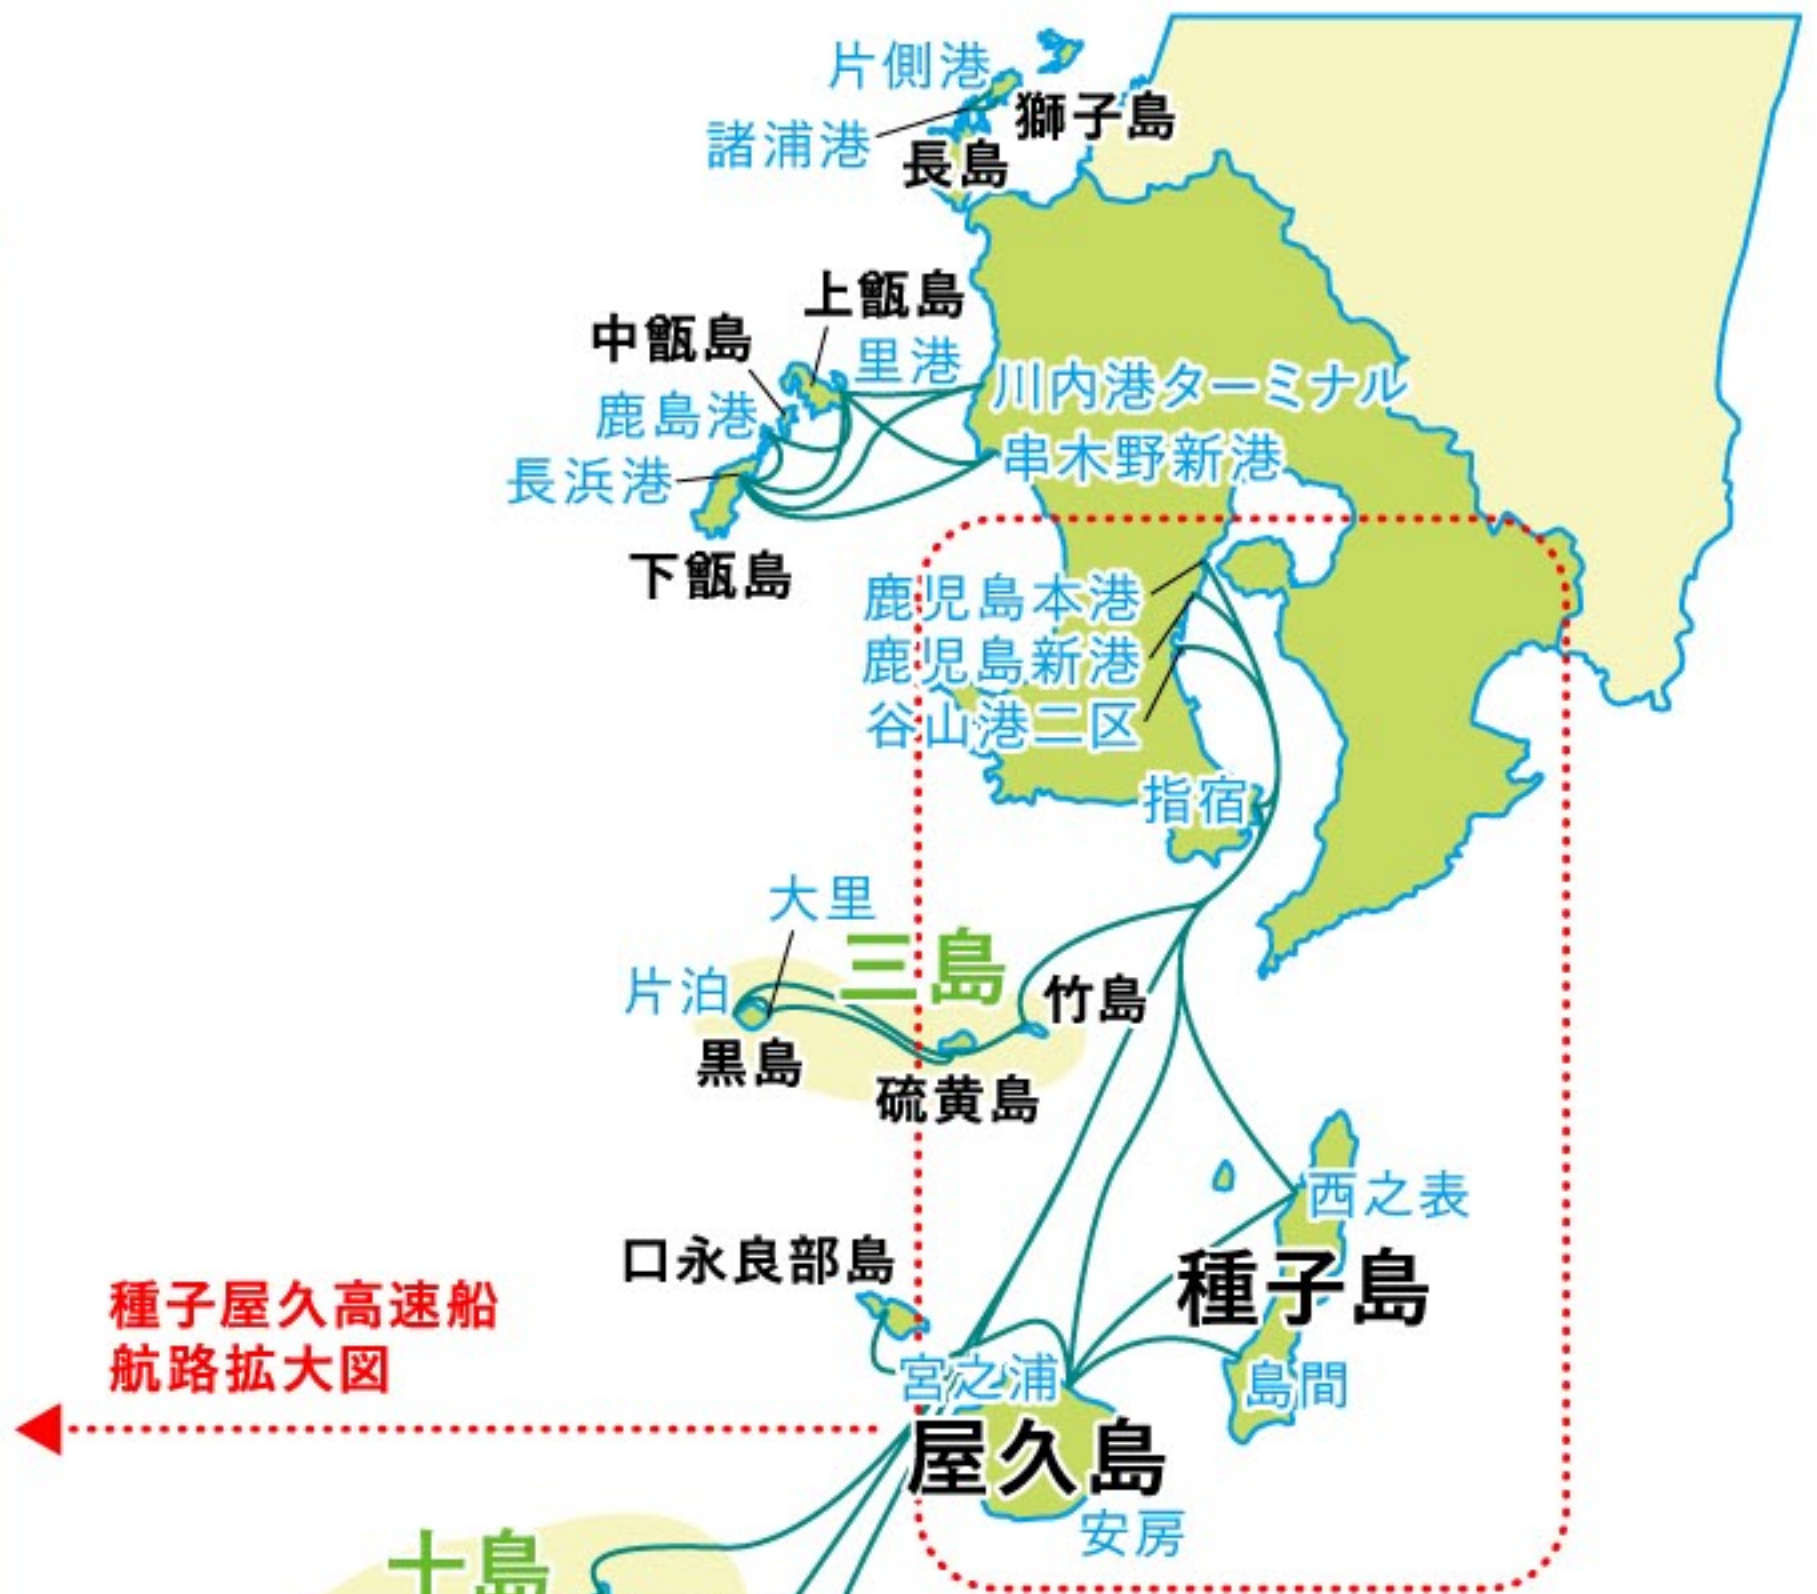 片側港
獅子島
諸浦港
長島
上甑島
中甑島
里港
川内港ターミナル
鹿島港
串木野新港
長浜港
下甑島
鹿児島本港
鹿児島新港
谷山港二区
指宿
大里
三島
片泊
竹島
黒島
硫黄島
西之表
口永良部島
種子島
種子屋久高速船
航路拡大図
宮之浦
島間
屋久島
安房
十島